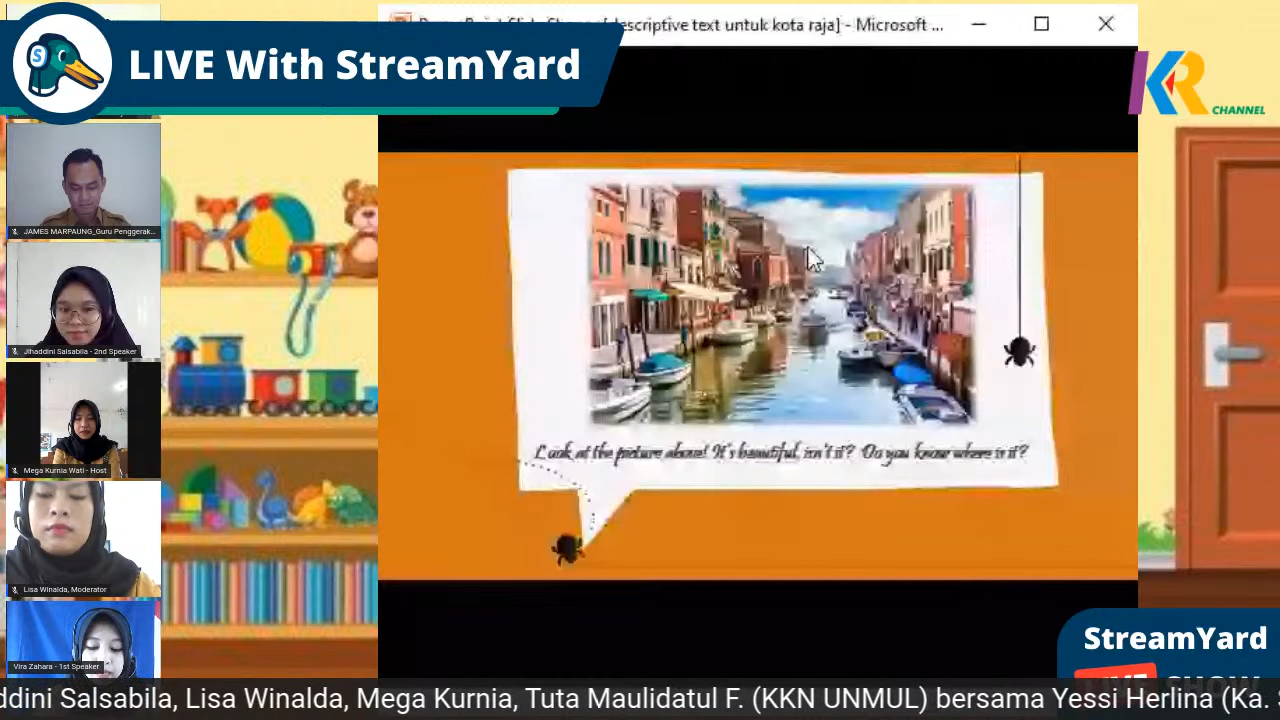 LIVE With StreamYard
descriptive text untuk kota raja] - Microsoft ...
KR
CHANNEL
JAMES MARPAUNG_Guru Penggerak...
Jihaddini Salsabila - 2nd Speaker
Mega Kurnia Wati - Host
Lisa Winalda, Moderator
Vira Zahara - 1st Speaker
Look at the picture above! It's beautiful, isn't it? Do you know where is it?
StreamYard
LIVE SHOW
ddini Salsabila, Lisa Winalda, Mega Kurnia, Tuta Maulidatul F. (KKN UNMUL) bersama Yessi Herlina (Ka. S